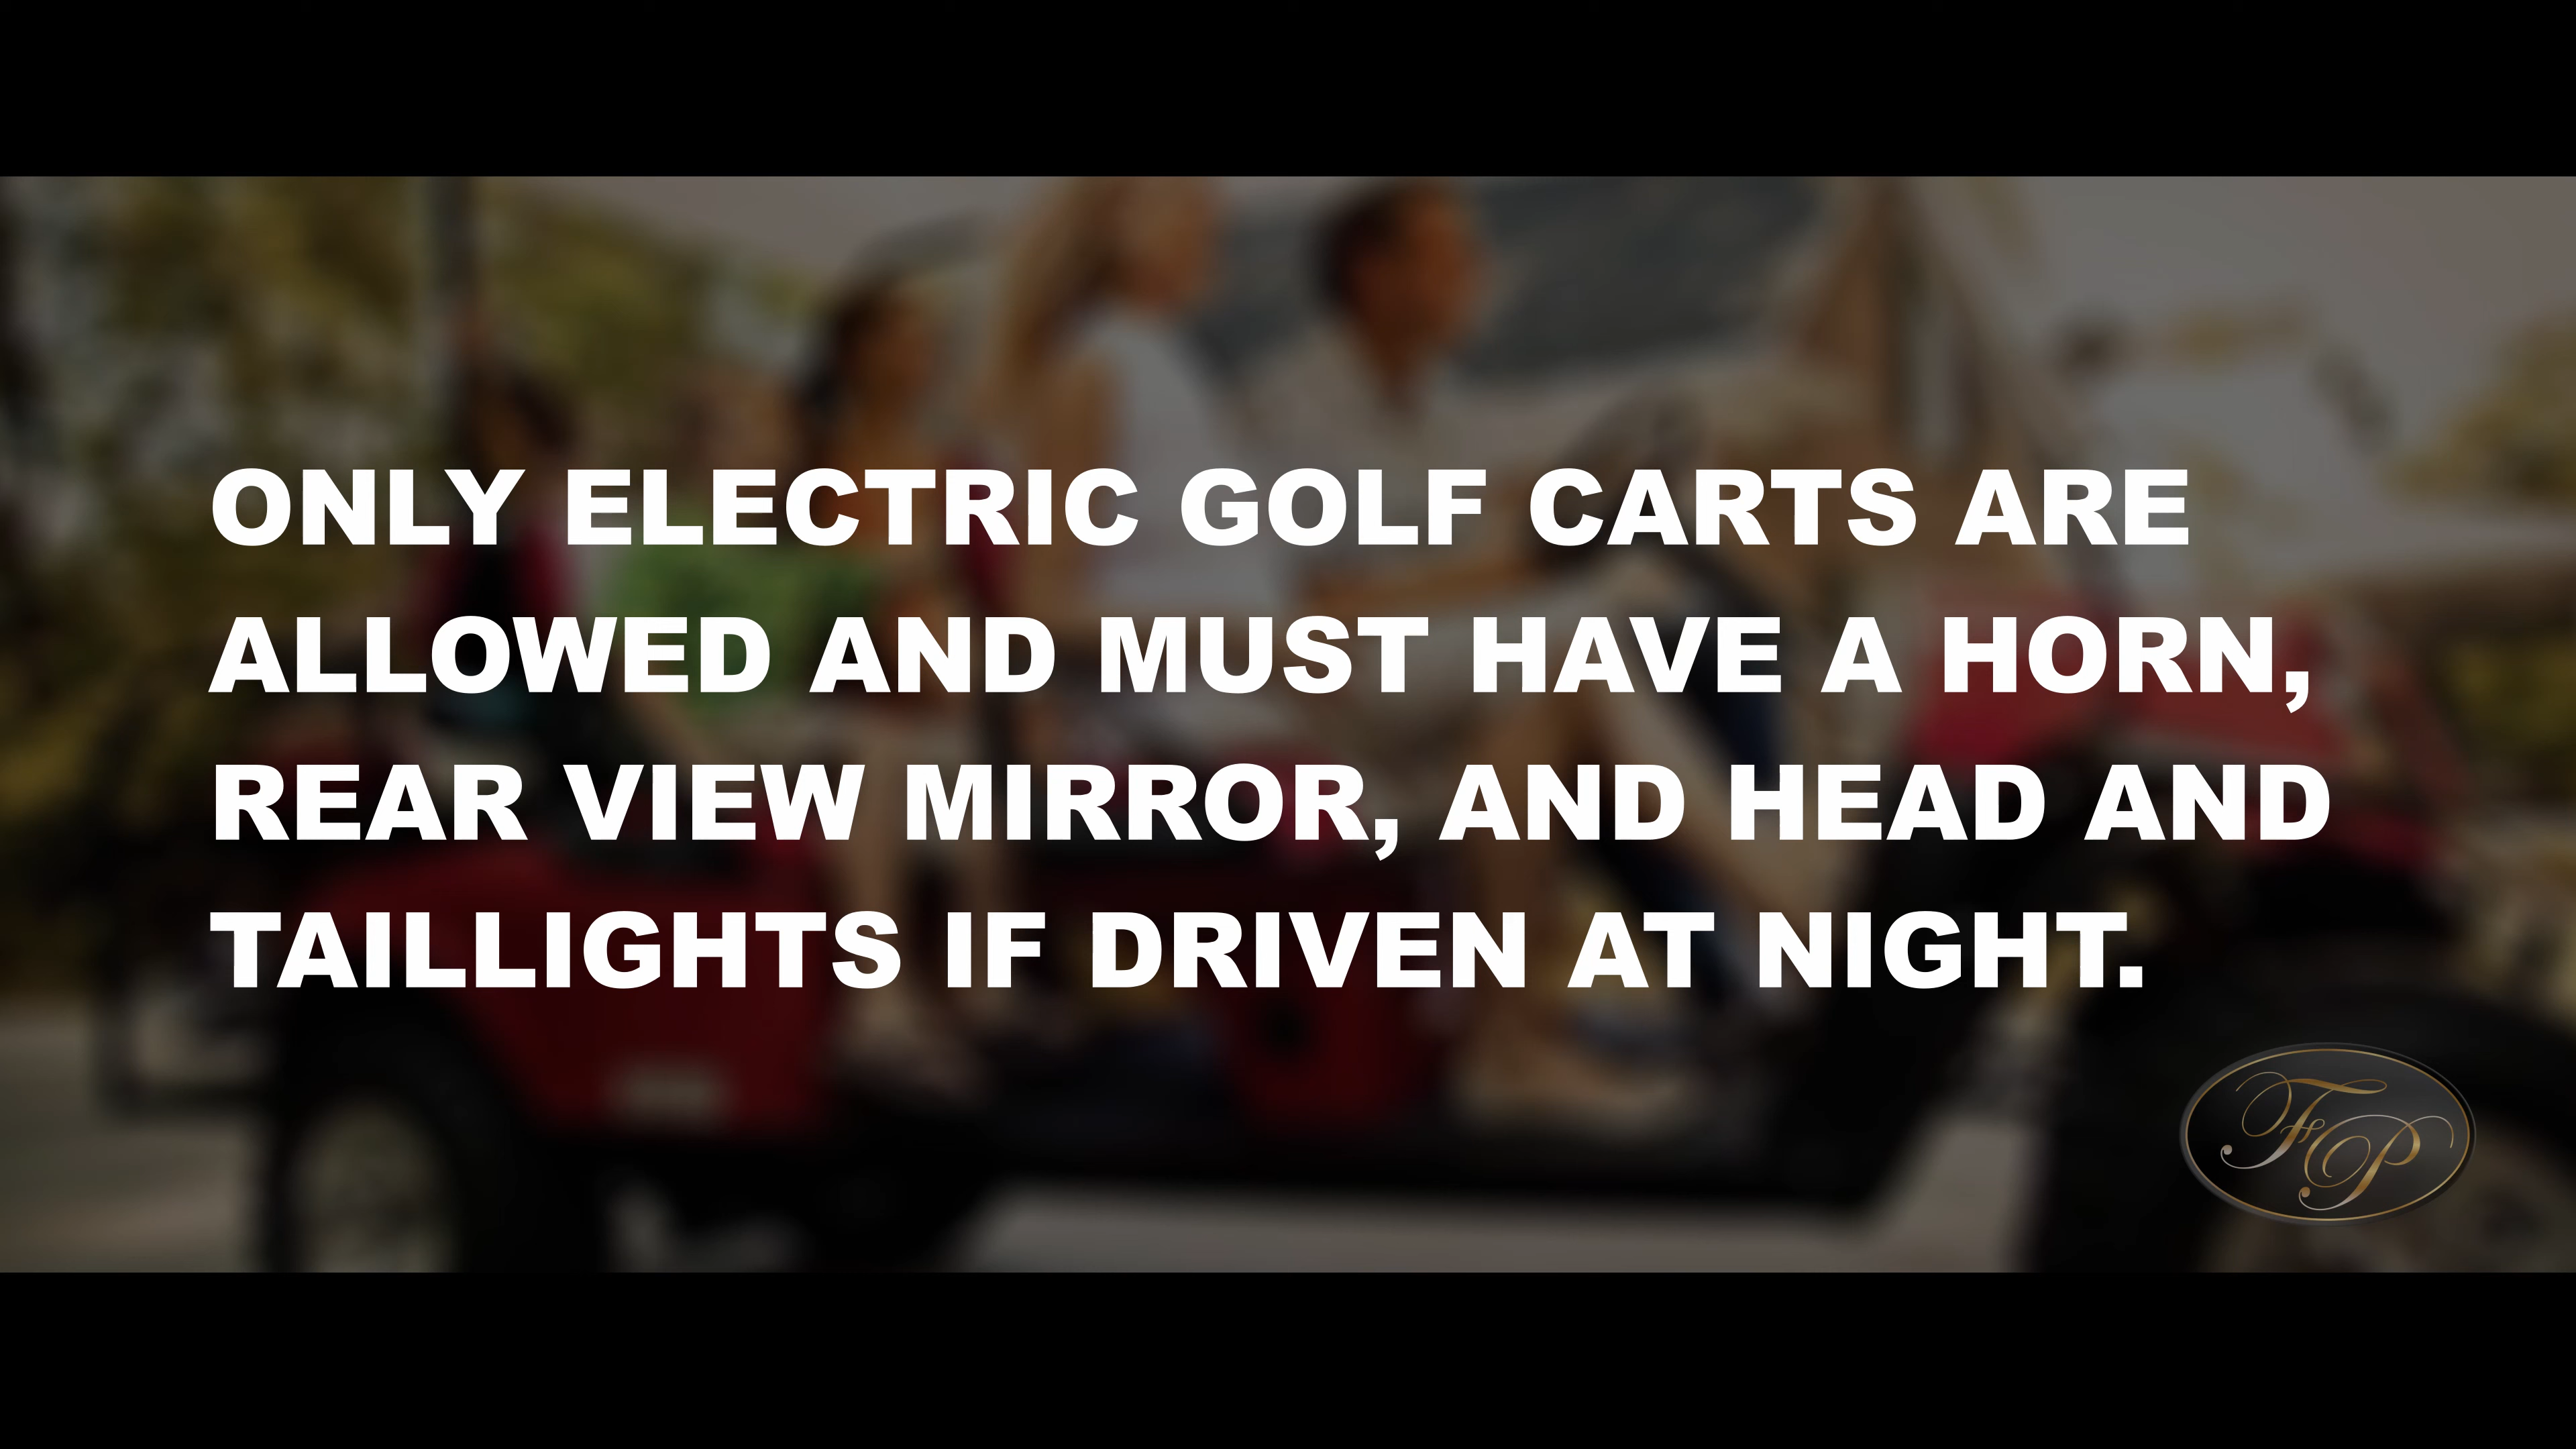 ONLY ELECTRIC GOLF CARTS ARE
ALLOWED AND MUST HAVE A HORN,
REAR VIEW MIRROR, AND HEAD AND
TAILLIGHTS IF DRIVEN AT NIGHT.
FP